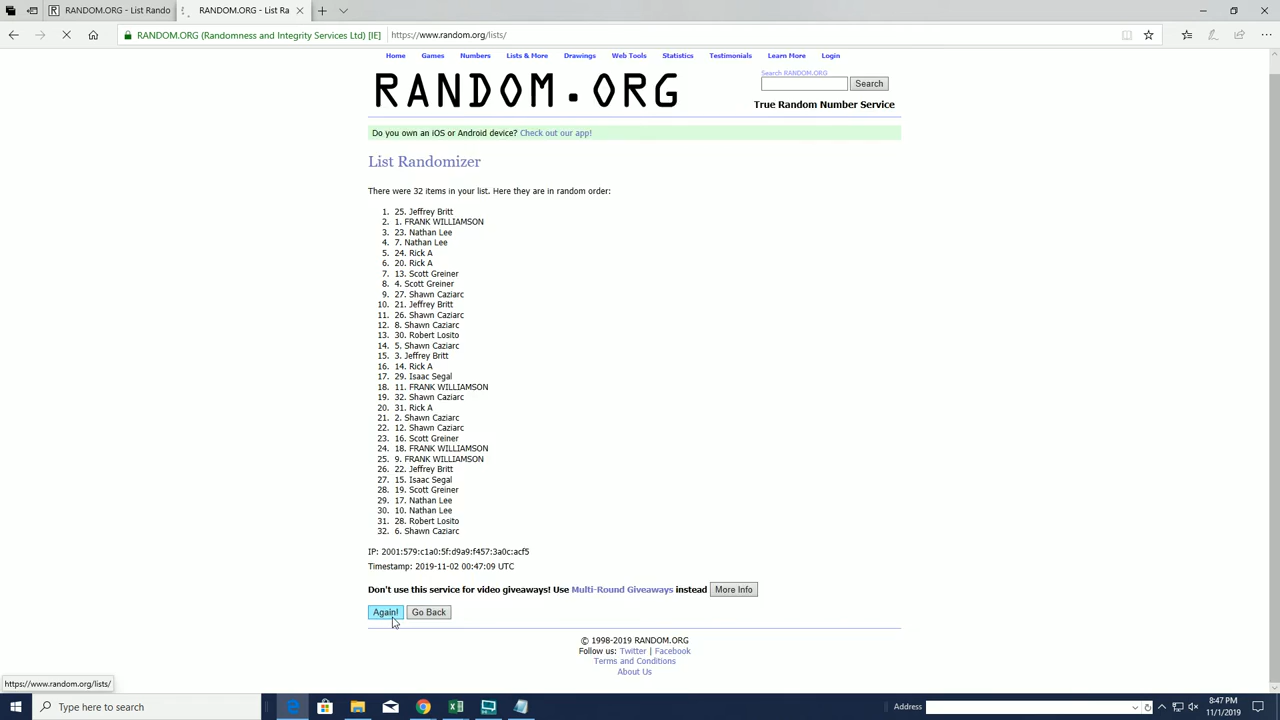 RANDOM.ORG - List Rando
RANDOM.ORG - List Ra
RANDOM.ORG (Randomness and Integrity Services Ltd) [IE]
https://www.random.org/lists/
Home Games Numbers Lists & More Drawings Web Tools Statistics Testimonials Learn More Login
RANDOM.ORG
Search RANDOM.ORG
Search
True Random Number Service
Do you own an iOS or Android device? Check out our app!
List Randomizer
There were 32 items in your list. Here they are in random order:
1. 25. Jeffrey Britt
2. 1. FRANK WILLIAMSON
3. 23. Nathan Lee
4. 7. Nathan Lee
5. 24. Rick A
6. 20. Rick A
7. 13. Scott Greiner
8. 4. Scott Greiner
9. 27. Shawn Caziarc
10. 21. Jeffrey Britt
11. 26. Shawn Caziarc
12. 8. Shawn Caziarc
13. 30. Robert Losito
14. 5. Shawn Caziarc
15. 3. Jeffrey Britt
16. 14. Rick A
17. 29. Isaac Segal
18. 11. FRANK WILLIAMSON
19. 32. Shawn Caziarc
20. 31. Rick A
21. 2. Shawn Caziarc
22. 12. Shawn Caziarc
23. 16. Scott Greiner
24. 18. FRANK WILLIAMSON
25. 9. FRANK WILLIAMSON
26. 22. Jeffrey Britt
27. 15. Isaac Segal
28. 19. Scott Greiner
29. 17. Nathan Lee
30. 10. Nathan Lee
31. 28. Robert Losito
32. 6. Shawn Caziarc
IP: 2001:579:c1a0:5f:d9a9:f457:3a0c:acf5
Timestamp: 2019-11-02 00:47:09 UTC
Don't use this service for video giveaways! Use Multi-Round Giveaways instead More Info
Again! Go Back
© 1998-2019 RANDOM.ORG
Follow us: Twitter | Facebook
Terms and Conditions
About Us
https://www.random.org/lists/
Type here to search
Address
8:47 PM
11/1/2019